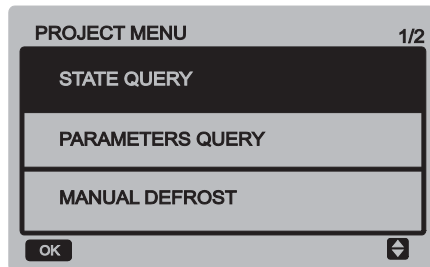 PROJECT MENU 1/2
STATE QUERY
PARAMETERS QUERY
MANUAL DEFROST
OK